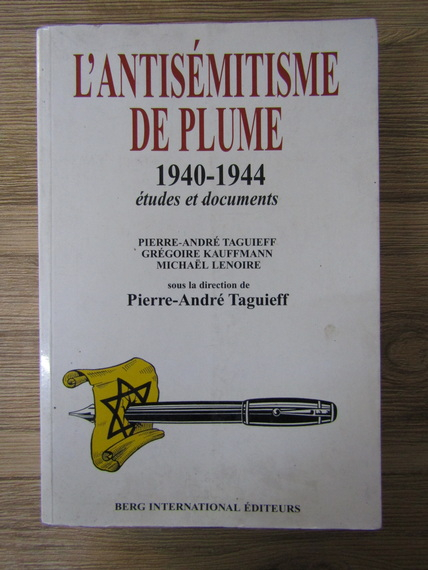 L'ANTISÉMITISME
DE PLUME
1940-1944
études et documents
PIERRE-ANDRÉ TAGUIEFF
GRÉGOIRE KAUFFMANN
MICHAËL LENOIRE
sous la direction de
Pierre-André Taguieff
BERG INTERNATIONAL ÉDITEURS